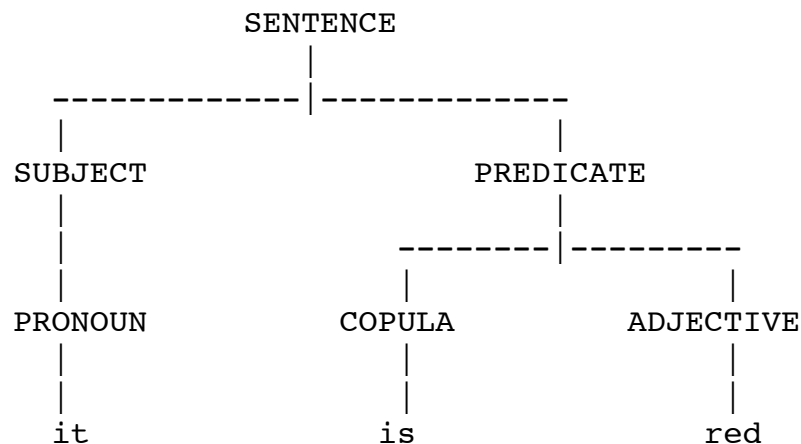 SENTENCE
SUBJECT PREDICATE
PRONOUN COPULA ADJECTIVE
it is red